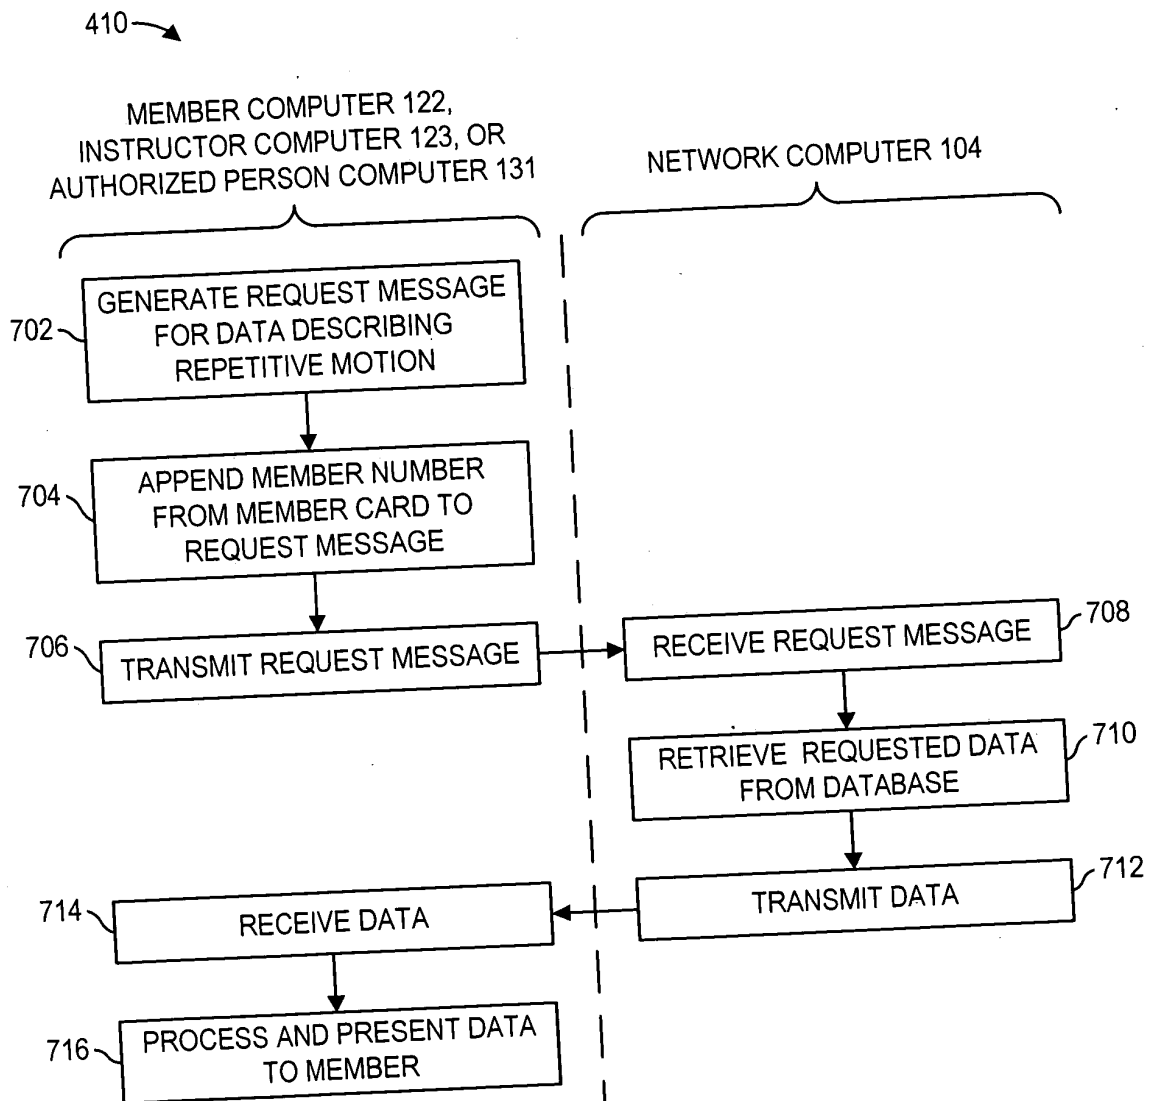 410
MEMBER COMPUTER 122,
INSTRUCTOR COMPUTER 123, OR
AUTHORIZED PERSON COMPUTER 131
NETWORK COMPUTER 104
702
GENERATE REQUEST MESSAGE
FOR DATA DESCRIBING
REPETITIVE MOTION
704
APPEND MEMBER NUMBER
FROM MEMBER CARD TO
REQUEST MESSAGE
706
TRANSMIT REQUEST MESSAGE
RECEIVE REQUEST MESSAGE
708
RETRIEVE REQUESTED DATA
FROM DATABASE
710
TRANSMIT DATA
712
714
RECEIVE DATA
716
PROCESS AND PRESENT DATA
TO MEMBER